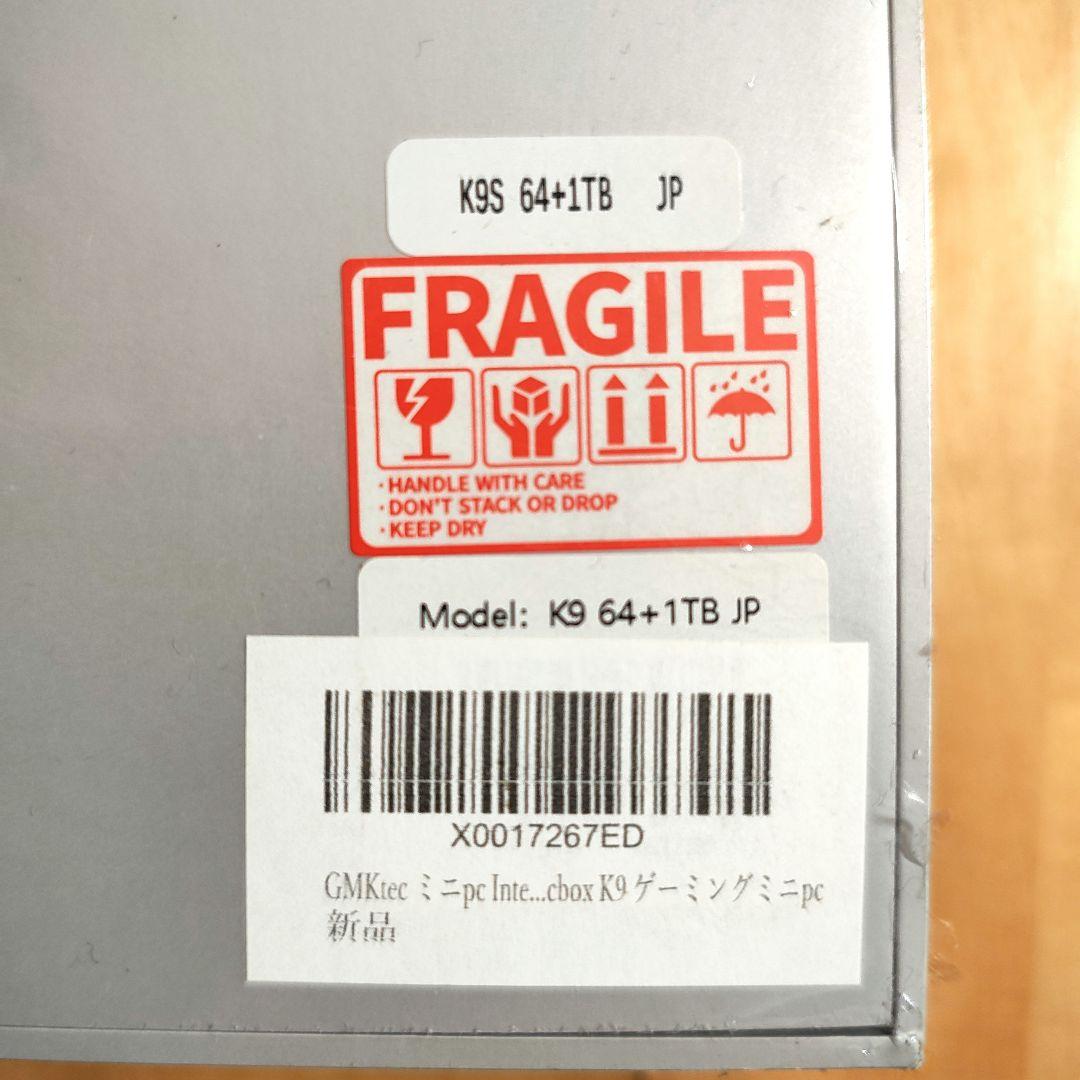 K9S 64+1TB JP
FRAGILE
·HANDLE WITH CARE
·DON'T STACK OR DROP
·KEEP DRY
Model: K9 64+1TB JP
X0017267ED
GMKtec ミニpc Inte...cbox K9 ゲーミングミニpc
新品